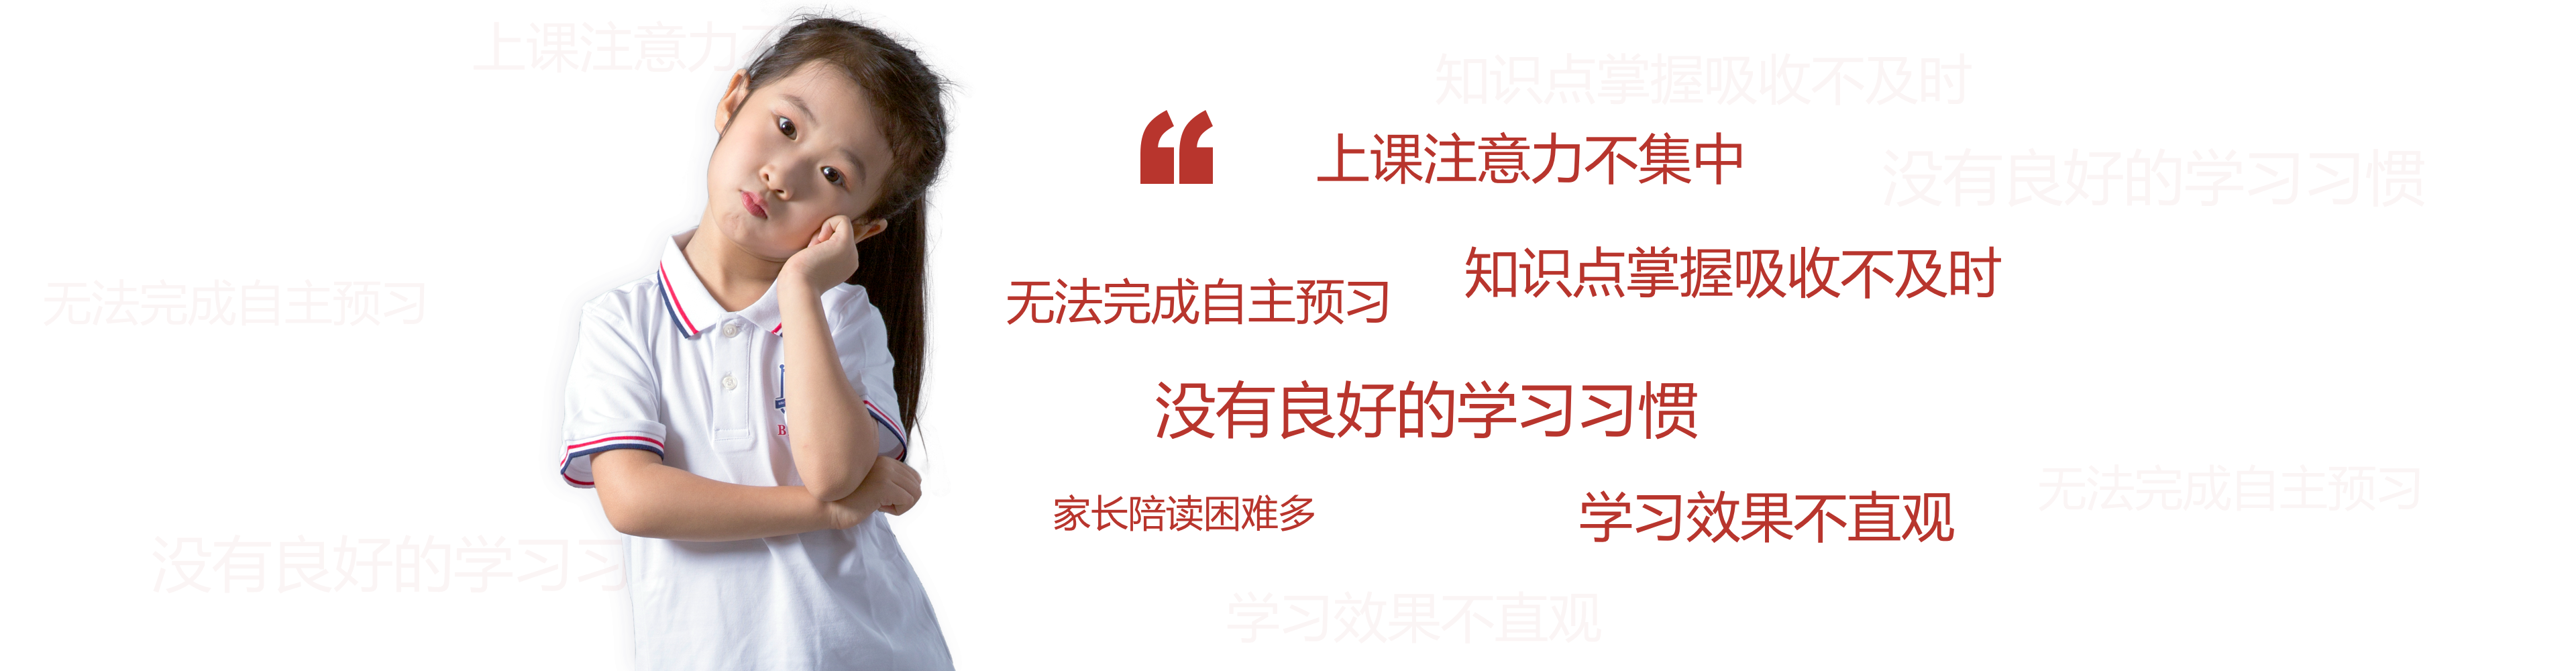 上课注意力不
知识点掌握吸收不及时
“
上课注意力不集中
没有良好的学习习惯
知识点掌握吸收不及时
无法完成自主预习
无法完成自主预习
没有良好的学习习惯
B
家长陪读困难多
学习效果不直观
无法完成自主预习
没有良好的学习习
学习效果不直观